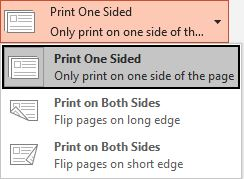 Print One Sided
Only print on one side of th...
Print One Sided
Only print on one side of the page
Print on Both Sides
Flip pages on long edge
Print on Both Sides
Flip pages on short edge